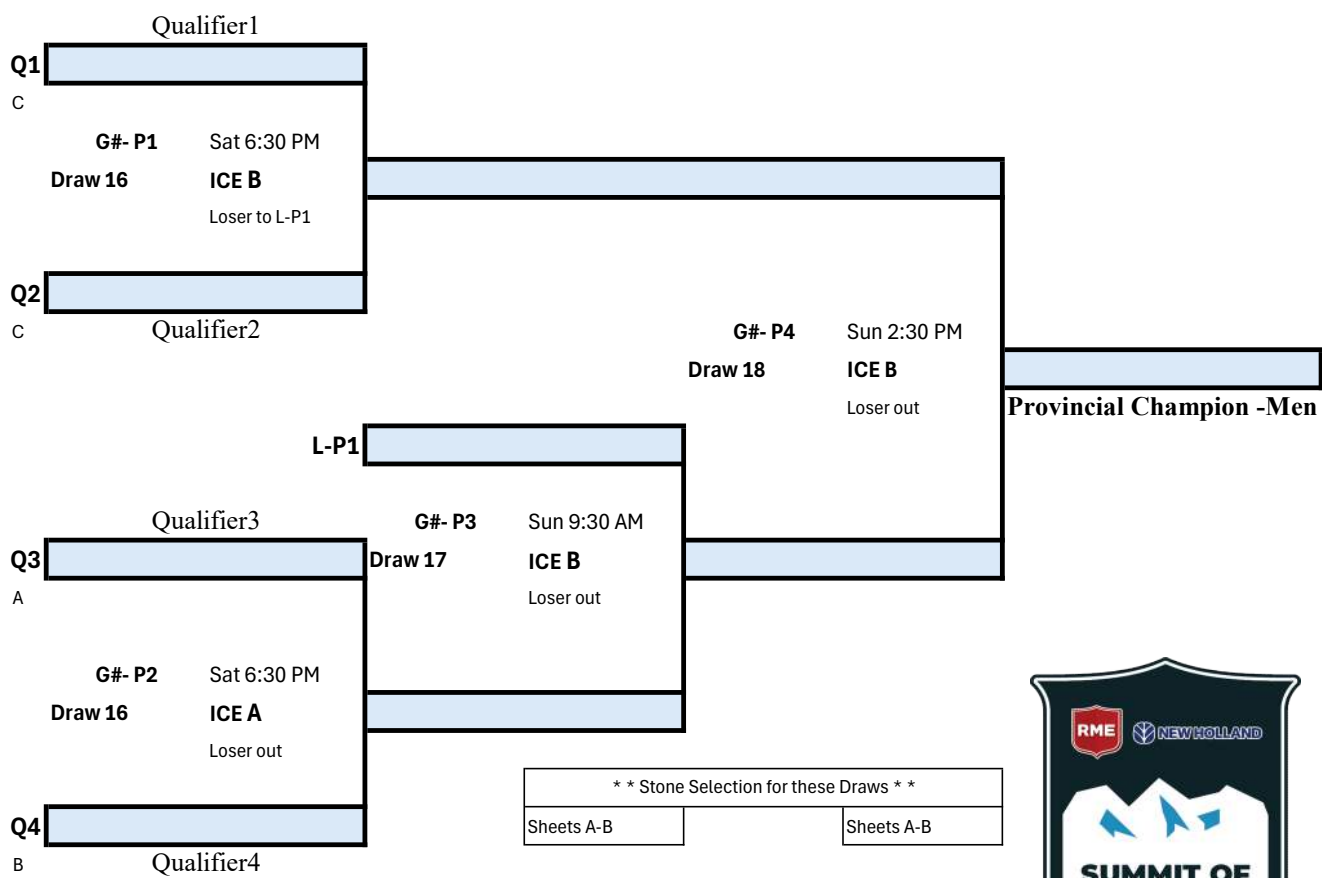 Qualifier1
Q1
C
G#- P1 Sat 6:30 PM
Draw 16 ICE B
Loser to L-P1
Q2
C Qualifier2
G#- P4 Sun 2:30 PM
Draw 18 ICE B
Loser out
Provincial Champion -Men
L-P1
Qualifier3
G#- P3 Sun 9:30 AM
Q3
Draw 17 ICE B
A
Loser out
G#- P2 Sat 6:30 PM
Draw 16 ICE A
Loser out
* * Stone Selection for these Draws * *
Sheets A-B Sheets A-B
Q4
B Qualifier4
RME NEW HOLLAND
SUMMIT OF